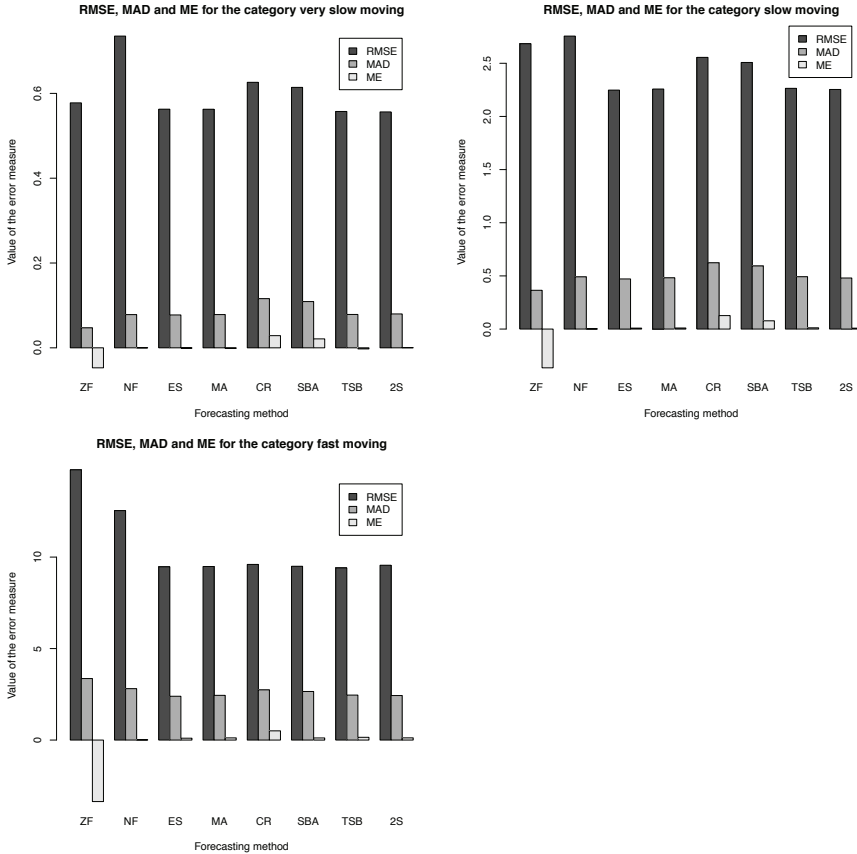 RMSE, MAD and ME for the category very slow moving
RMSE
MAD
ME
Value of the error measure
0.0
0.2
0.4
0.6
ZF NF ES MA CR SBA TSB 2S
Forecasting method
RMSE, MAD and ME for the category slow moving
RMSE
MAD
ME
Value of the error measure
0.0
0.5
1.0
1.5
2.0
2.5
ZF NF ES MA CR SBA TSB 2S
Forecasting method
RMSE, MAD and ME for the category fast moving
RMSE
MAD
ME
Value of the error measure
0
5
10
ZF NF ES MA CR SBA TSB 2S
Forecasting method